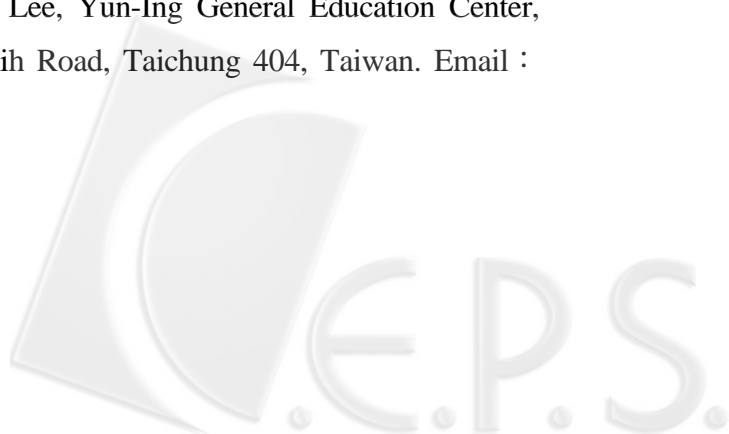 Lee, Yun-Ing General Education Center,
ih Road, Taichung 404, Taiwan. Email：
C.E.P.S.